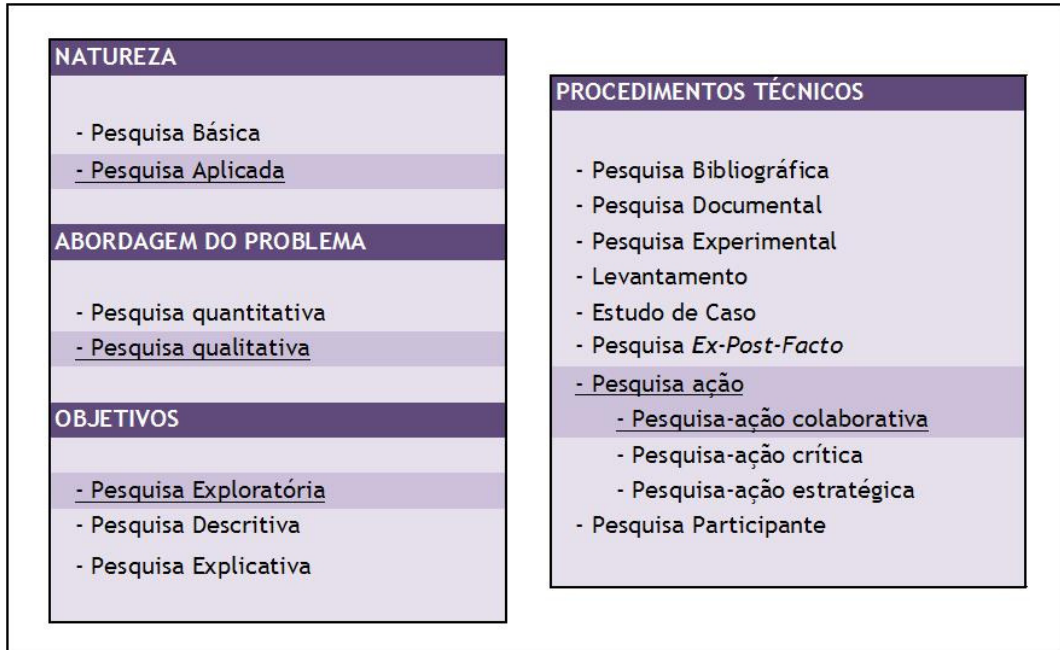 NATUREZA
- Pesquisa Básica
- Pesquisa Aplicada
ABORDAGEM DO PROBLEMA
- Pesquisa quantitativa
- Pesquisa qualitativa
OBJETIVOS
- Pesquisa Exploratória
- Pesquisa Descritiva
- Pesquisa Explicativa
PROCEDIMENTOS TÉCNICOS
- Pesquisa Bibliográfica
- Pesquisa Documental
- Pesquisa Experimental
- Levantamento
- Estudo de Caso
- Pesquisa Ex-Post-Facto
- Pesquisa ação
- Pesquisa-ação colaborativa
- Pesquisa-ação crítica
- Pesquisa-ação estratégica
- Pesquisa Participante